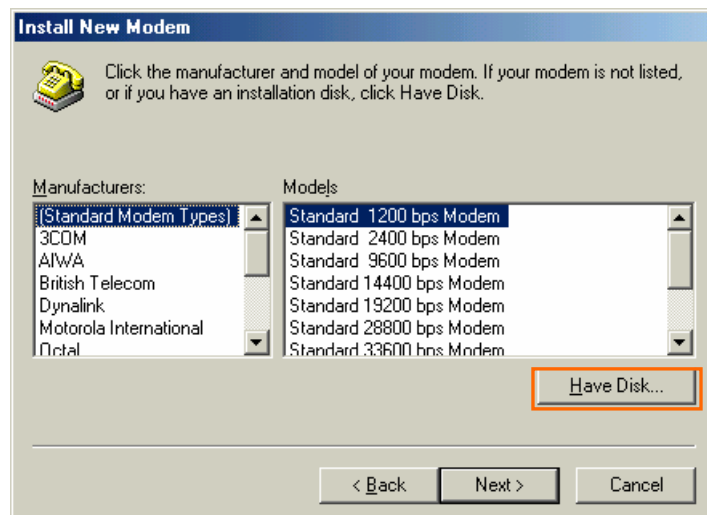 Install New Modem
Click the manufacturer and model of your modem. If your modem is not listed,
or if you have an installation disk, click Have Disk.
Manufacturers:
(Standard Modem Types)
3COM
AIWA
British Telecom
Dynalink
Motorola International
Octal
Models
Standard  1200 bps Modem
Standard  2400 bps Modem
Standard  9600 bps Modem
Standard 14400 bps Modem
Standard 19200 bps Modem
Standard 28800 bps Modem
Standard 33600 bps Modem
Have Disk...
< Back
Next >
Cancel